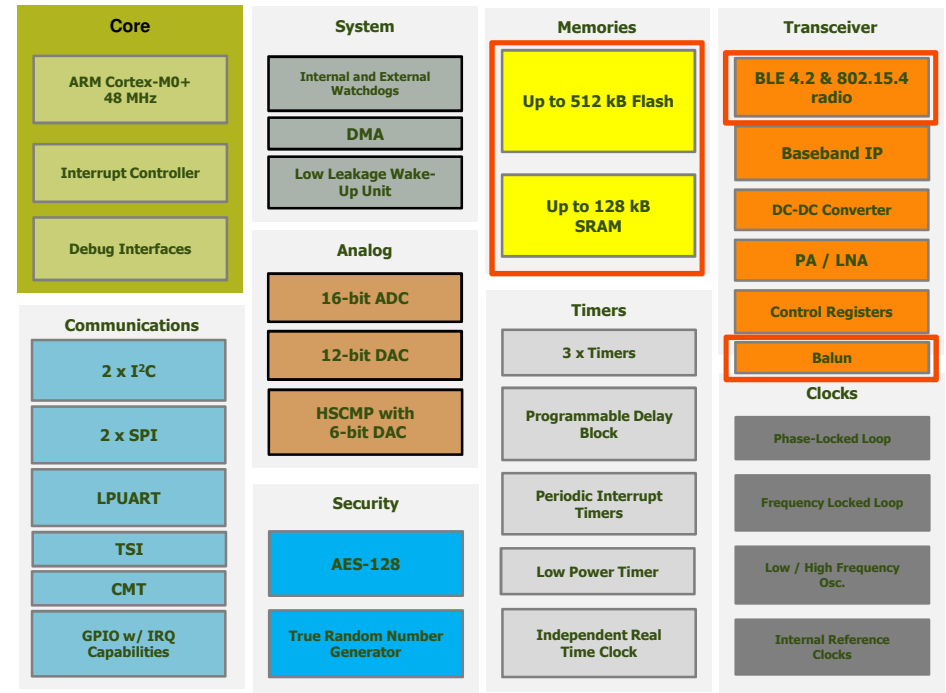 Core
ARM Cortex-M0+
48 MHz
Interrupt Controller
Debug Interfaces
Communications
2 x I²C
2 x SPI
LPUART
TSI
CMT
GPIO w/ IRQ
Capabilities
System
Internal and External
Watchdogs
DMA
Low Leakage Wake-
Up Unit
Analog
16-bit ADC
12-bit DAC
HSCMP with
6-bit DAC
Security
AES-128
True Random Number
Generator
Memories
Up to 512 kB Flash
Up to 128 kB
SRAM
Timers
3 x Timers
Programmable Delay
Block
Periodic Interrupt
Timers
Low Power Timer
Independent Real
Time Clock
Transceiver
BLE 4.2 & 802.15.4
radio
Baseband IP
DC-DC Converter
PA / LNA
Control Registers
Balun
Clocks
Phase-Locked Loop
Frequency Locked Loop
Low / High Frequency
Osc.
Internal Reference
Clocks